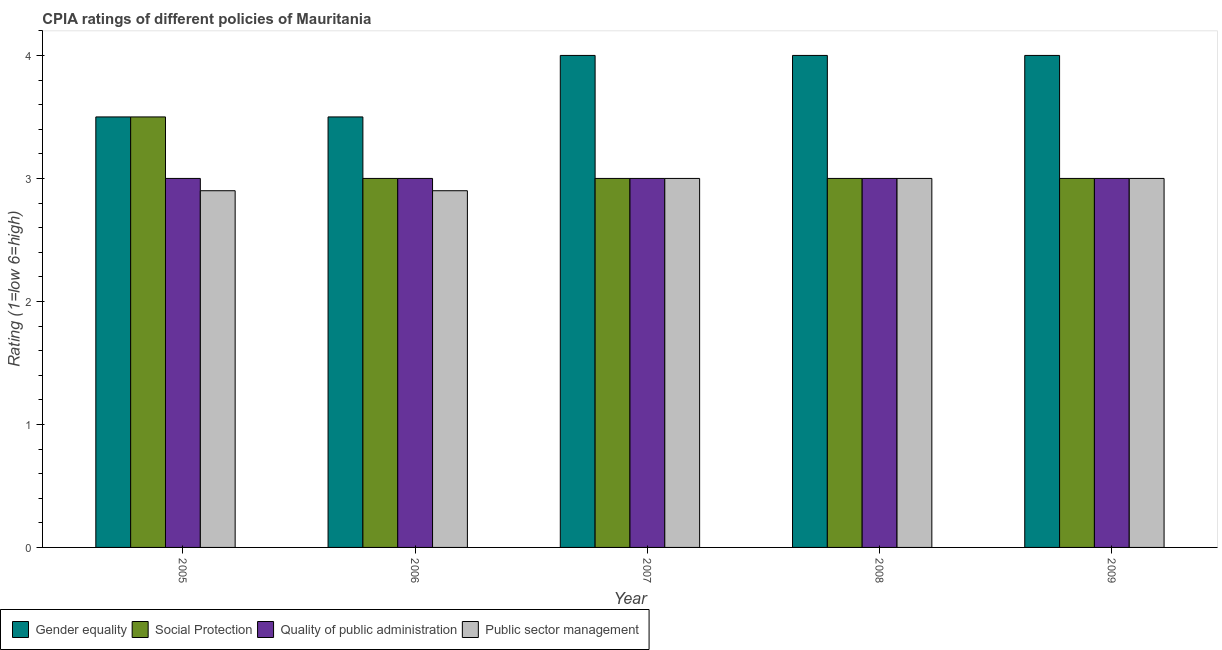 CPIA ratings of different policies of Mauritania
Rating (1=low 6=high)
4
3
2
1
0
2005
2006
2007
2008
2009
Year
Gender equality
Social Protection
Quality of public administration
Public sector management